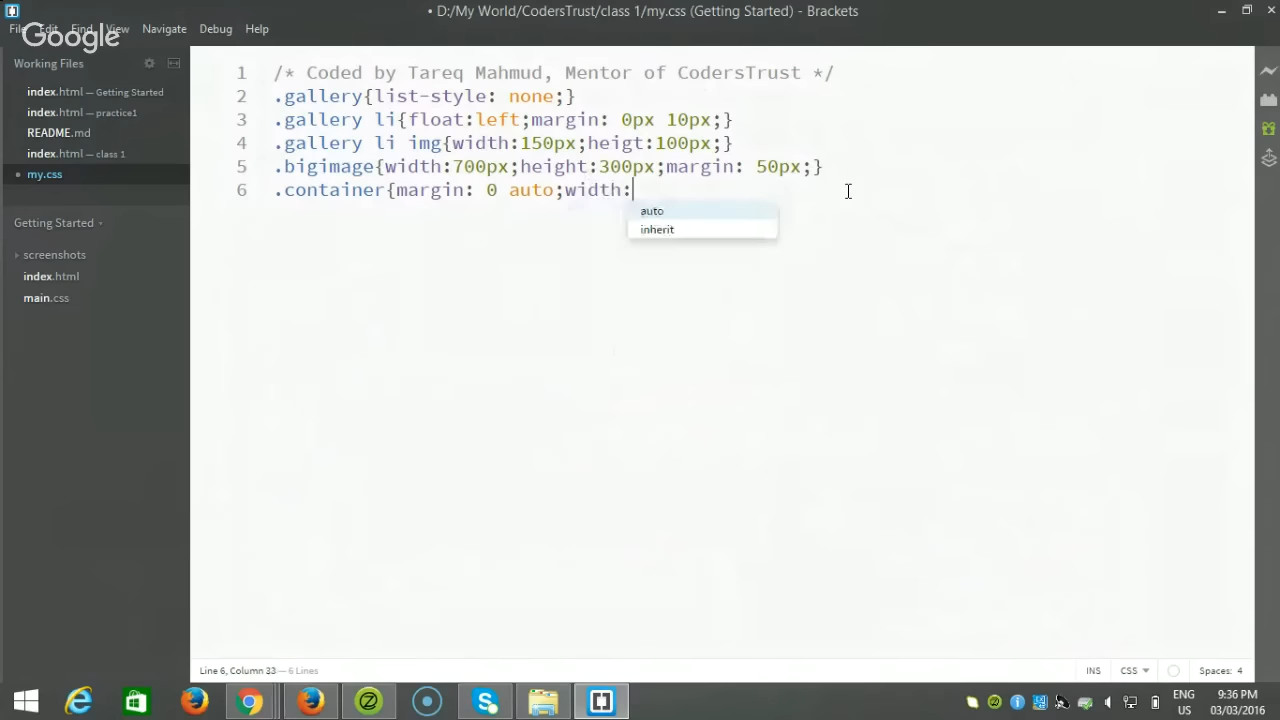 • D:/My World/CodersTrust/class 1/my.css (Getting Started) - Brackets
File Edit Find View Navigate Debug Help
Google
Working Files
index.html — Getting Started
index.html — practice1
README.md
index.html — class 1
my.css
Getting Started
screenshots
index.html
main.css
1 /* Coded by Tareq Mahmud, Mentor of CodersTrust */
2 .gallery{list-style: none;}
3 .gallery li{float:left;margin: 0px 10px;}
4 .gallery li img{width:150px;heigt:100px;}
5 .bigimage{width:700px;height:300px;margin: 50px;}
6 .container{margin: 0 auto;width:
auto
inherit
Line 6, Column 33 — 6 Lines
INS CSS Spaces: 4
ENG 9:36 PM
US 03/03/2016